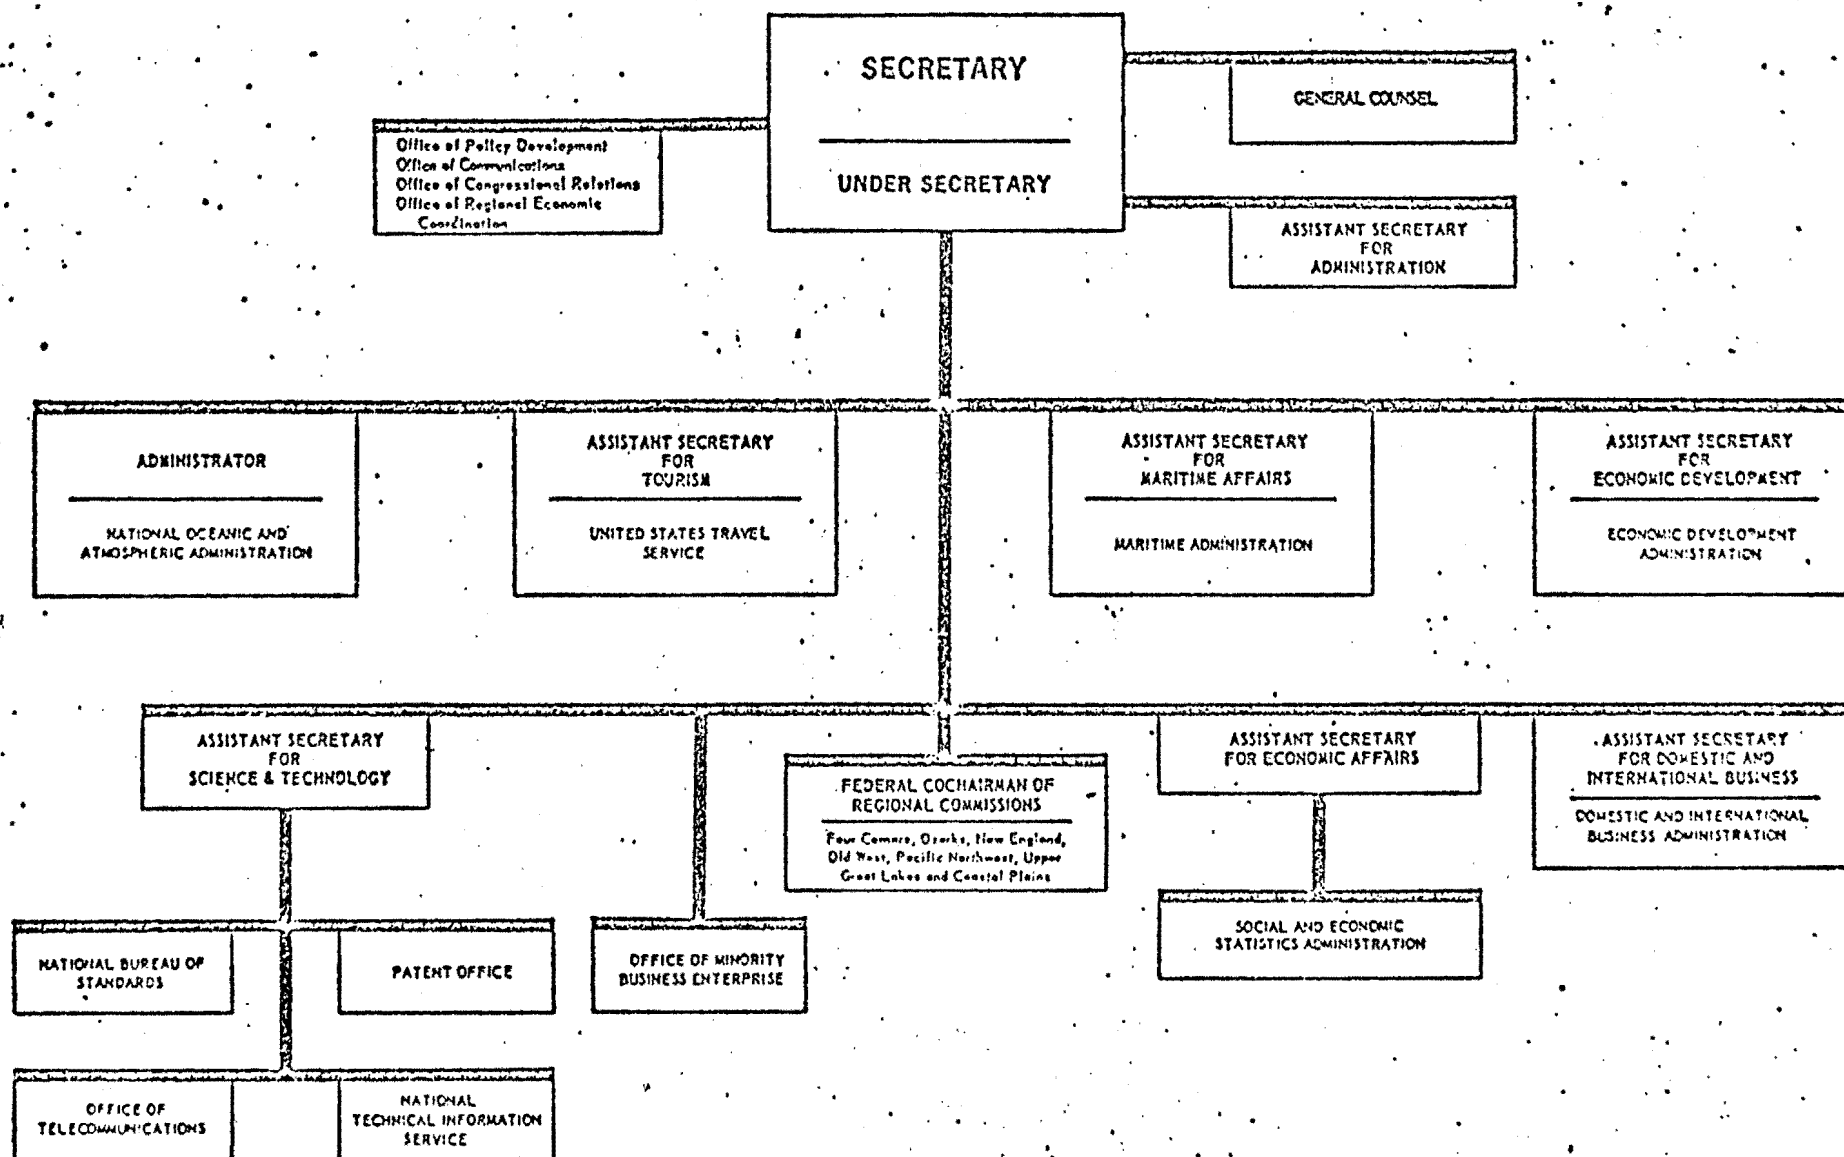 SECRETARY
UNDER SECRETARY
GENERAL COUNSEL
Office of Policy Development
Office of Communications
Office of Congressional Relations
Office of Regional Economic
Coordination
ASSISTANT SECRETARY
FOR
ADMINISTRATION
ADMINISTRATOR
NATIONAL OCEANIC AND
ATMOSPHERIC ADMINISTRATION
ASSISTANT SECRETARY
FOR
TOURISM
UNITED STATES TRAVEL
SERVICE
ASSISTANT SECRETARY
FOR
MARITIME AFFAIRS
MARITIME ADMINISTRATION
ASSISTANT SECRETARY
FOR
ECONOMIC DEVELOPMENT
ECONOMIC DEVELOPMENT
ADMINISTRATION
ASSISTANT SECRETARY
FOR
SCIENCE & TECHNOLOGY
FEDERAL COCHAIRMAN OF
REGIONAL COMMISSIONS
Four Corners, Ozarks, New England,
Old West, Pacific Northwest, Upper
Great Lakes and Coastal Plains
ASSISTANT SECRETARY
FOR ECONOMIC AFFAIRS
ASSISTANT SECRETARY
FOR DOMESTIC AND
INTERNATIONAL BUSINESS
DOMESTIC AND INTERNATIONAL
BUSINESS ADMINISTRATION
NATIONAL BUREAU OF
STANDARDS
PATENT OFFICE
OFFICE OF MINORITY
BUSINESS ENTERPRISE
SOCIAL AND ECONOMIC
STATISTICS ADMINISTRATION
OFFICE OF
TELECOMMUNICATIONS
NATIONAL
TECHNICAL INFORMATION
SERVICE